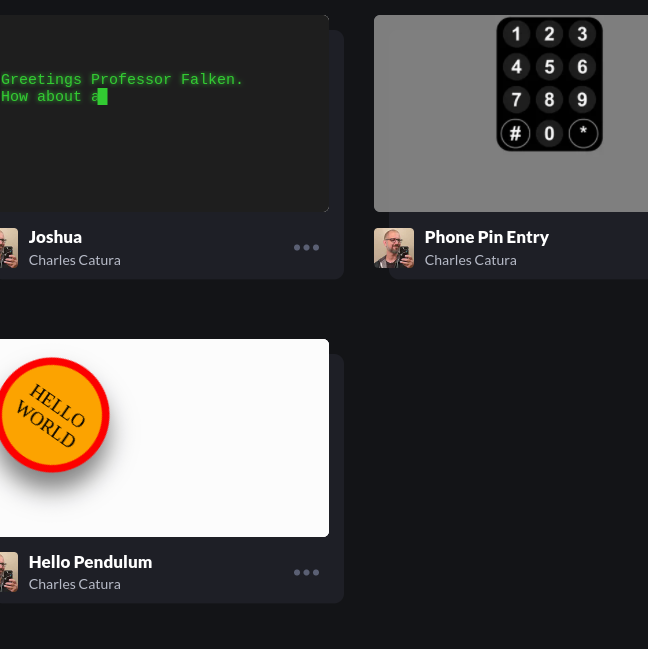 Greetings Professor Falken.
How about a
1 2 3
4 5 6
7 8 9
# 0 *
Joshua
Charles Catura
Phone Pin Entry
Charles Catura
HELLO
WORLD
Hello Pendulum
Charles Catura